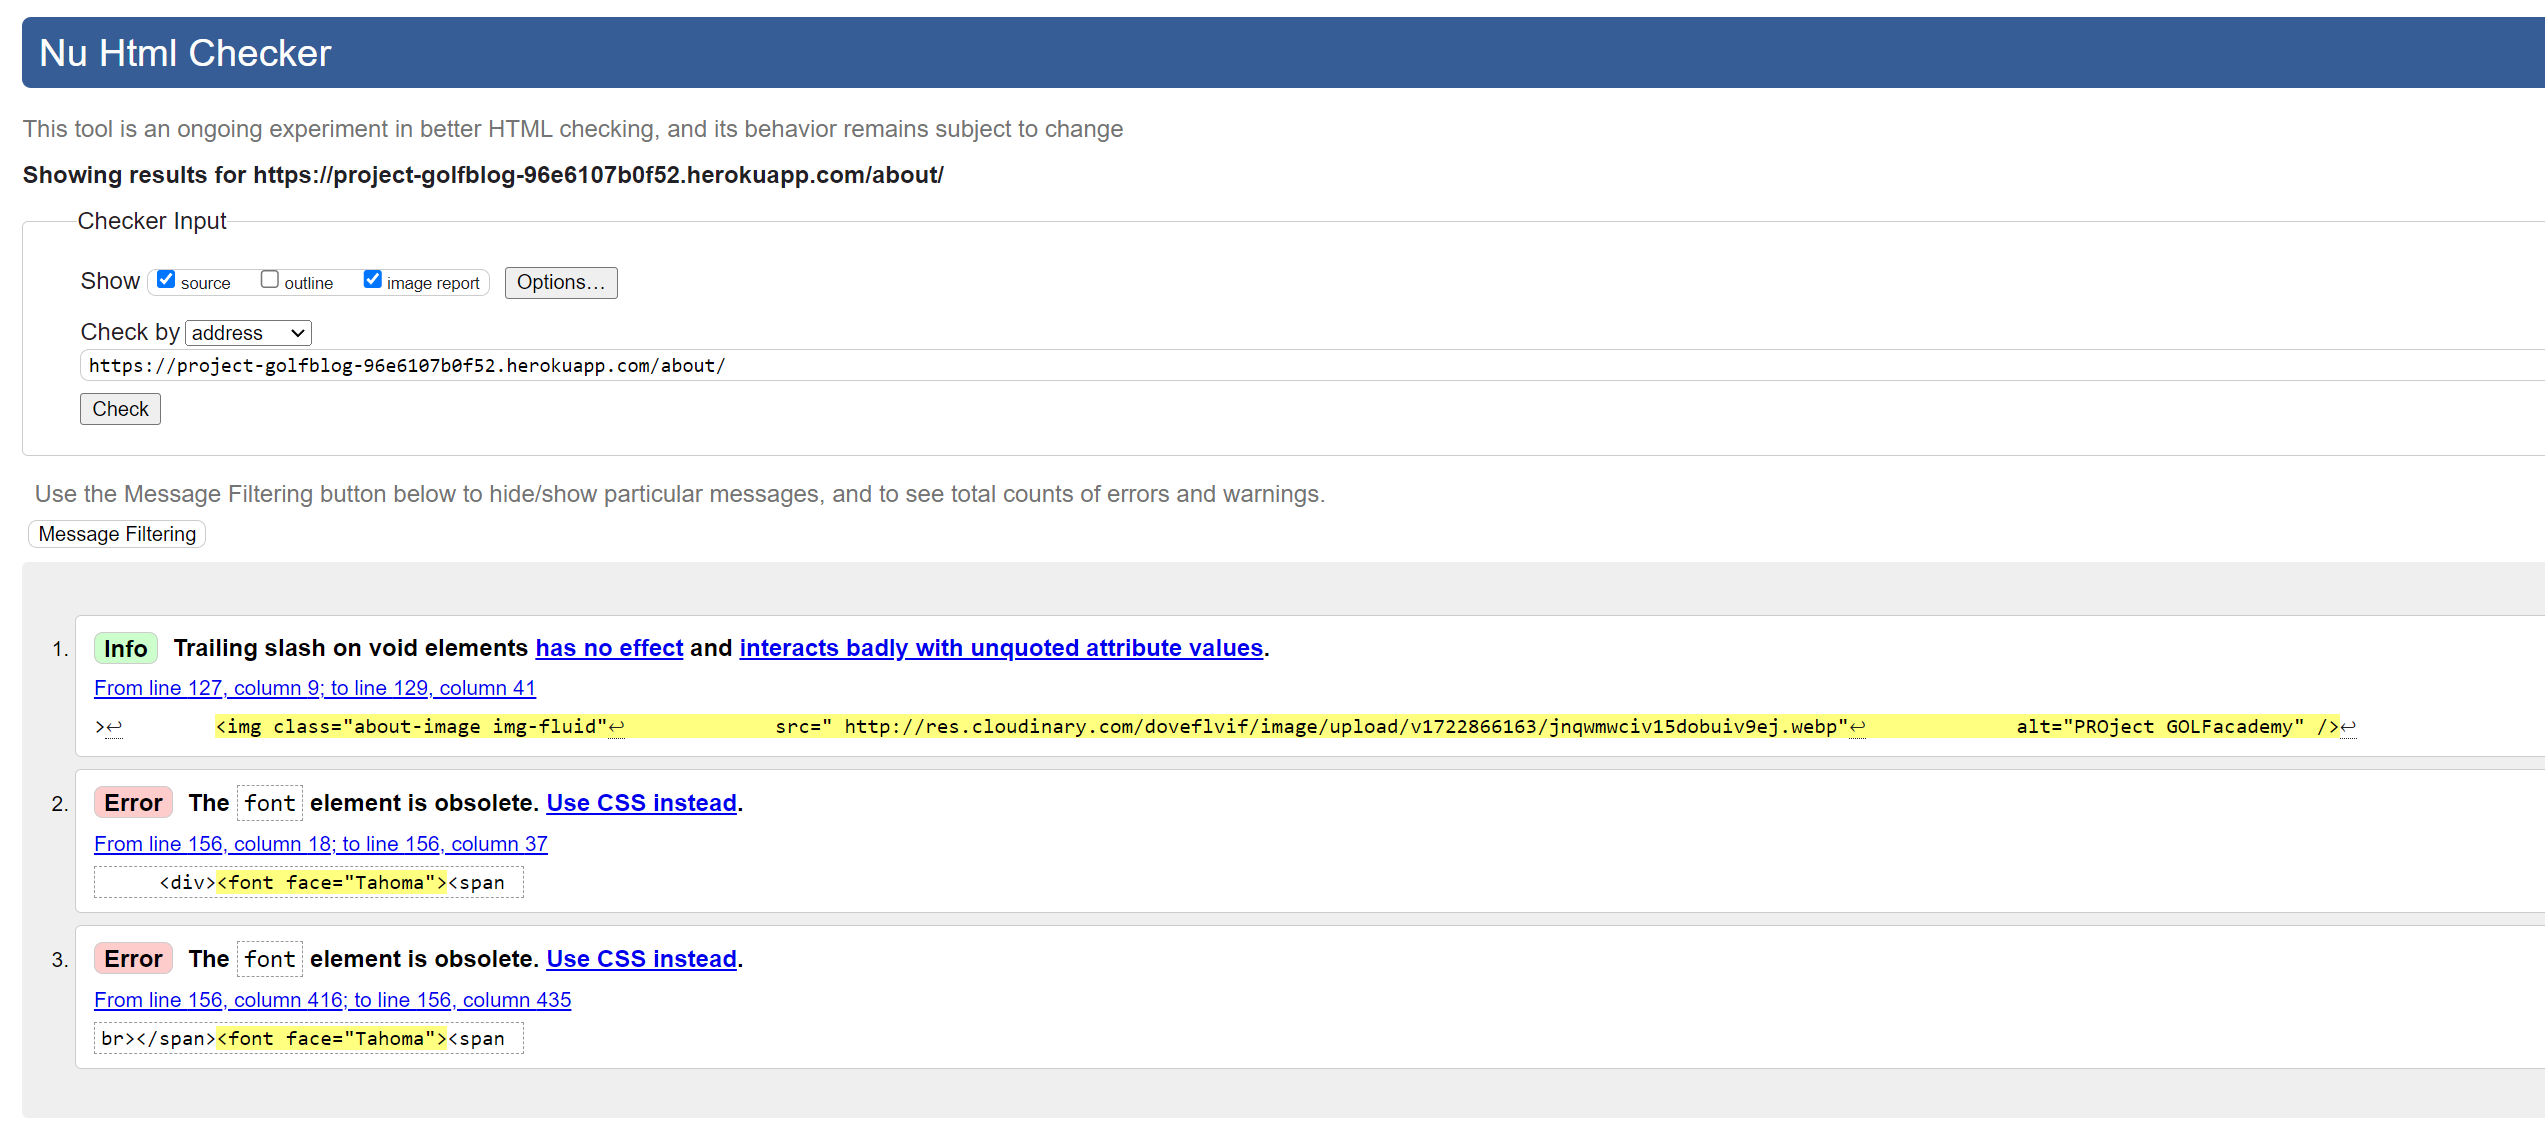 Nu Html Checker
This tool is an ongoing experiment in better HTML checking, and its behavior remains subject to change
Showing results for https://project-golfblog-96e6107b0f52.herokuapp.com/about/
Checker Input
Show source outline image report Options...
Check by address
https://project-golfblog-96e6107b0f52.herokuapp.com/about/
Check
Use the Message Filtering button below to hide/show particular messages, and to see total counts of errors and warnings.
Message Filtering
1. Info Trailing slash on void elements has no effect and interacts badly with unquoted attribute values.
From line 127, column 9; to line 129, column 41
>↩ <img class="about-image img-fluid"↩ src=" http://res.cloudinary.com/doveflvif/image/upload/v1722866163/jnqwmwciv15dobuiv9ej.webp"↩ alt="PROject GOLFacademy" />↩
2. Error The font element is obsolete. Use CSS instead.
From line 156, column 18; to line 156, column 37
<div><font face="Tahoma"><span
3. Error The font element is obsolete. Use CSS instead.
From line 156, column 416; to line 156, column 435
br></span><font face="Tahoma"><span